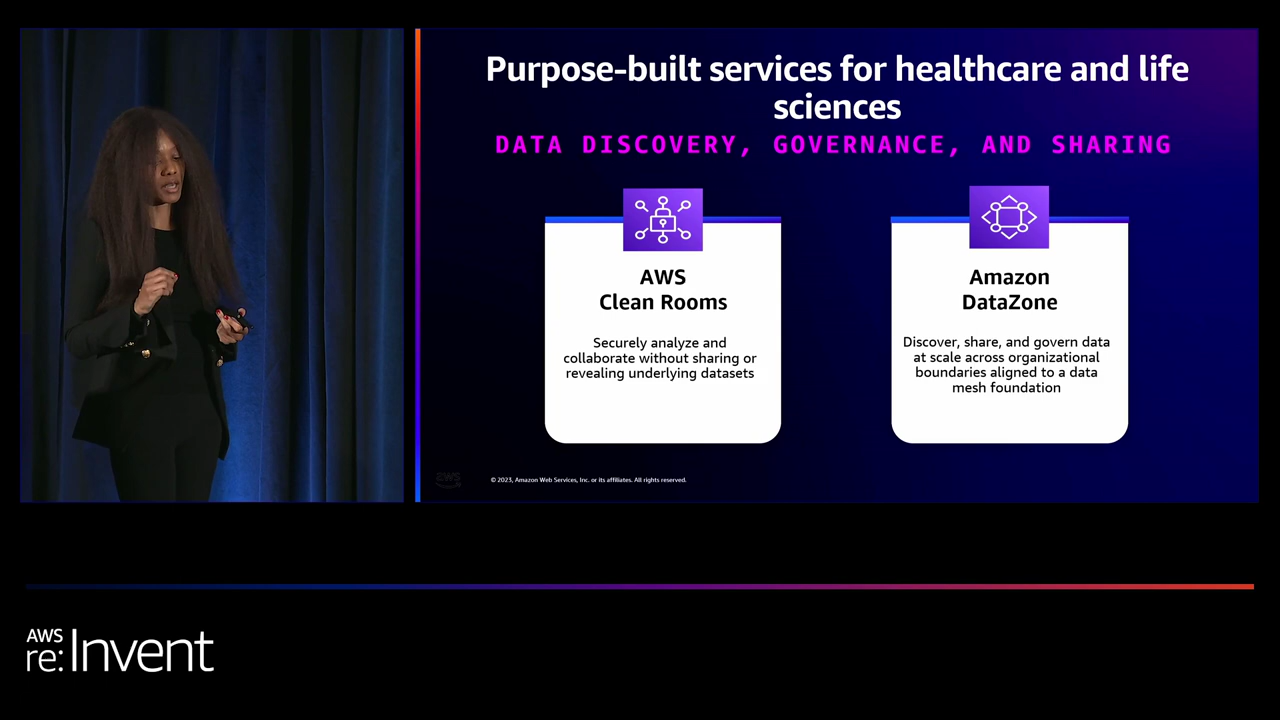 Purpose-built services for healthcare and life
sciences
DATA DISCOVERY, GOVERNANCE, AND SHARING
AWS
Clean Rooms
Securely analyze and
collaborate without sharing or
revealing underlying datasets
Amazon
DataZone
Discover, share, and govern data
at scale across organizational
boundaries aligned to a data
mesh foundation
aws
© 2023, Amazon Web Services, Inc. or its affiliates. All rights reserved.
AWS
re:Invent